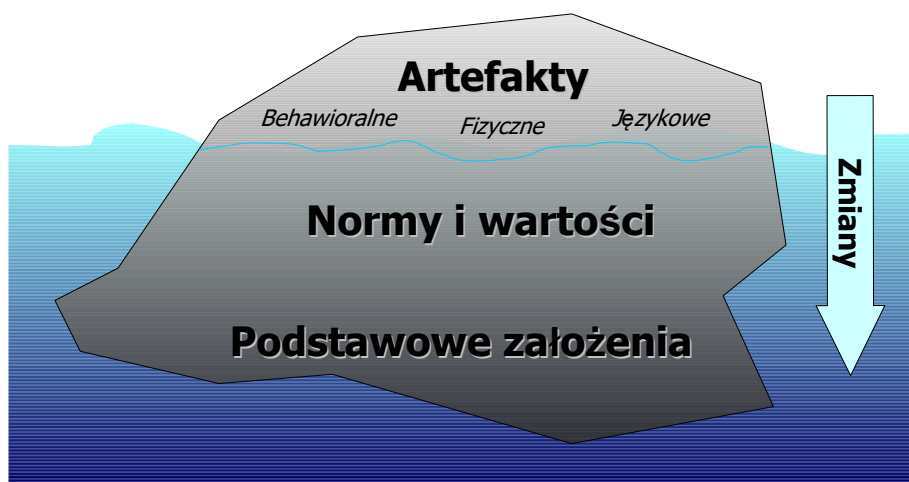 Artefakty
Behawioralne Fizyczne Językowe
Normy i wartości
Podstawowe założenia
Zmiany